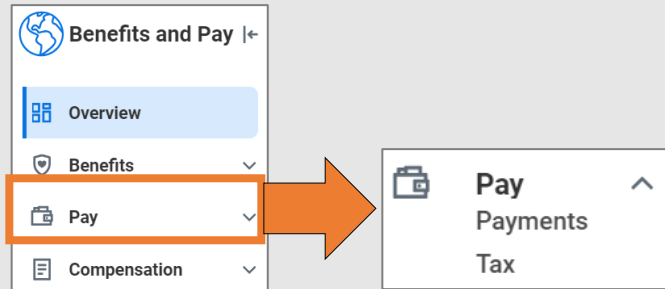 Benefits and Pay
Overview
Benefits
Pay
Compensation
Pay
Payments
Tax